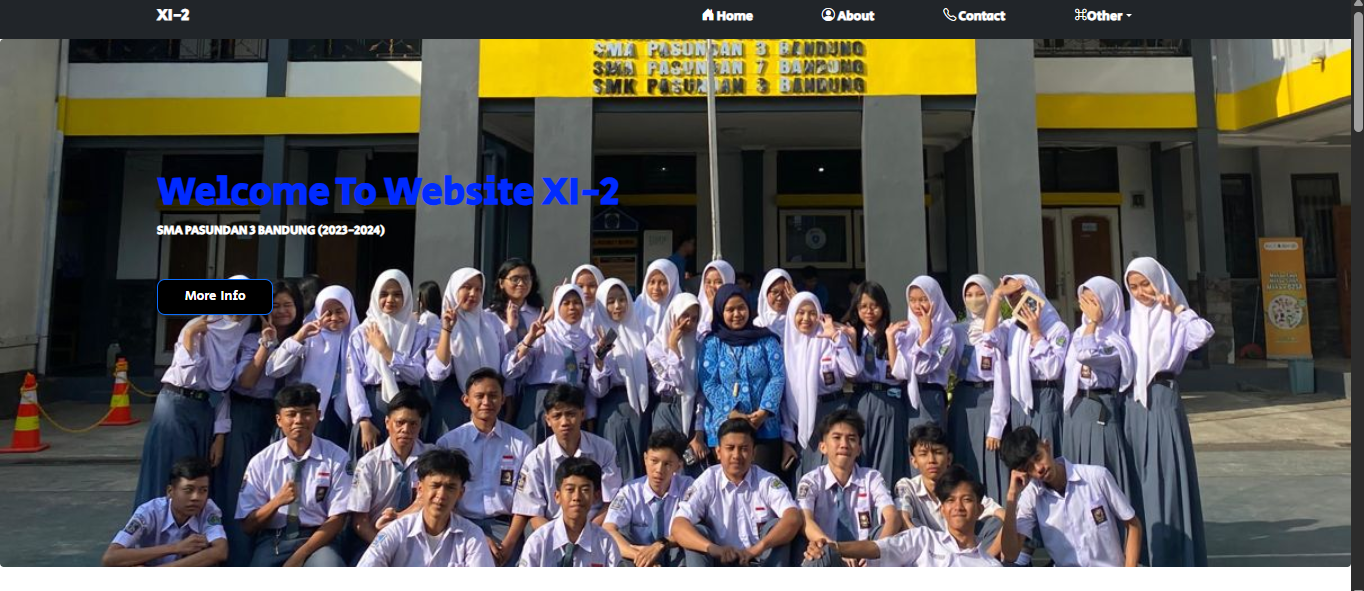 XI-2
Home
About
Contact
Other
SMA PASUNDAN 3 BANDUNG
SMA PASUNDAN 7 BANDUNG
SMK PASUNDAN 3 BANDUNG
Welcome To Website XI-2
SMA PASUNDAN 3 BANDUNG (2023-2024)
More Info